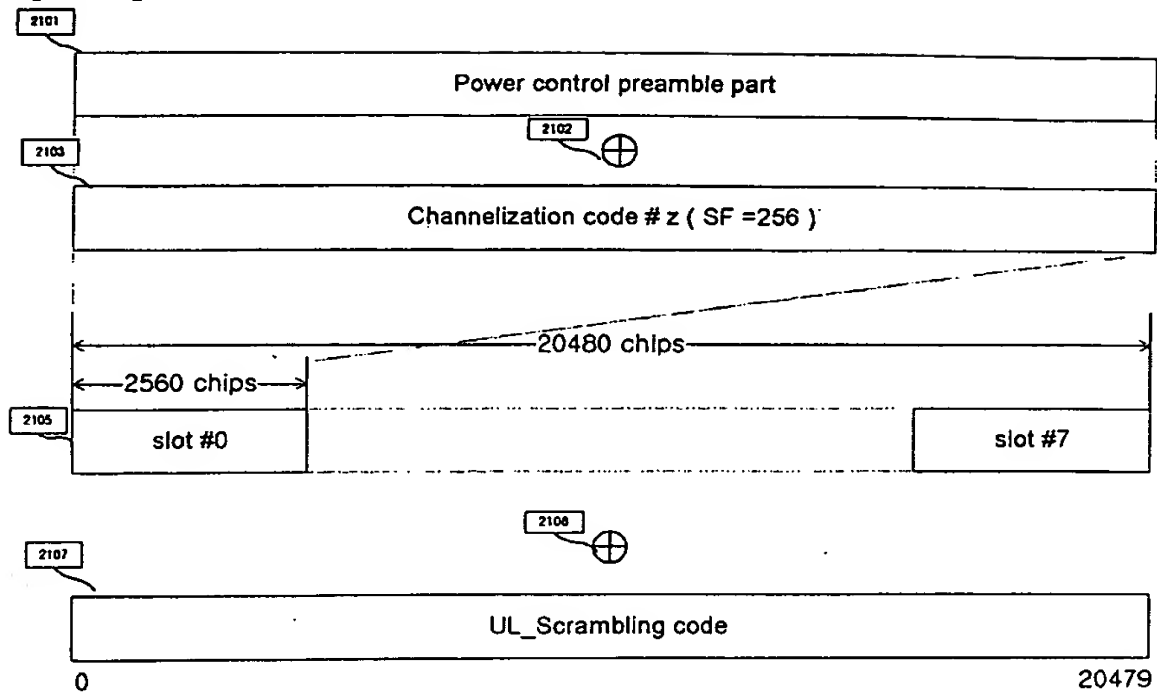 2101
Power control preamble part
2102
2103
Channelization code # z ( SF =256 )
20480 chips
2560 chips
2105
slot #0
slot #7
2106
2107
UL_Scrambling code
0
20479